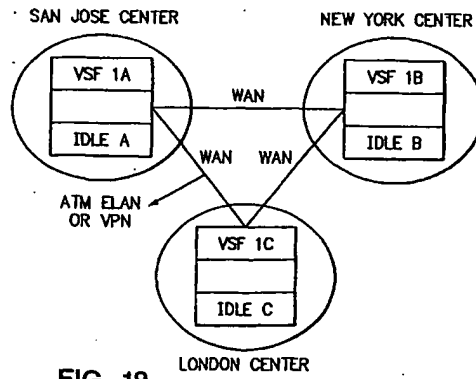 SAN JOSE CENTER
NEW YORK CENTER
VSF 1A
IDLE A
WAN
VSF 1B
IDLE B
WAN
WAN
ATM ELAN
OR VPN
VSF 1C
IDLE C
LONDON CENTER